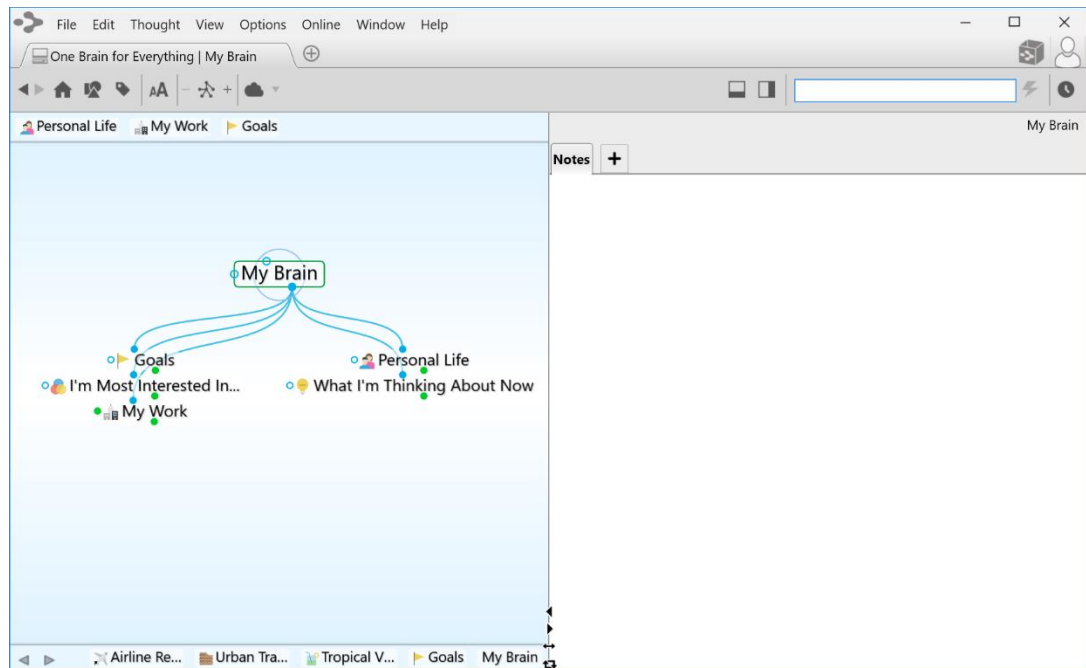 File Edit Thought View Options Online Window Help
One Brain for Everything | My Brain
AA
Personal Life My Work Goals
My Brain
Notes
My Brain
Goals
Personal Life
I'm Most Interested In...
What I'm Thinking About Now
My Work
Airline Re... Urban Tra... Tropical V... Goals My Brain